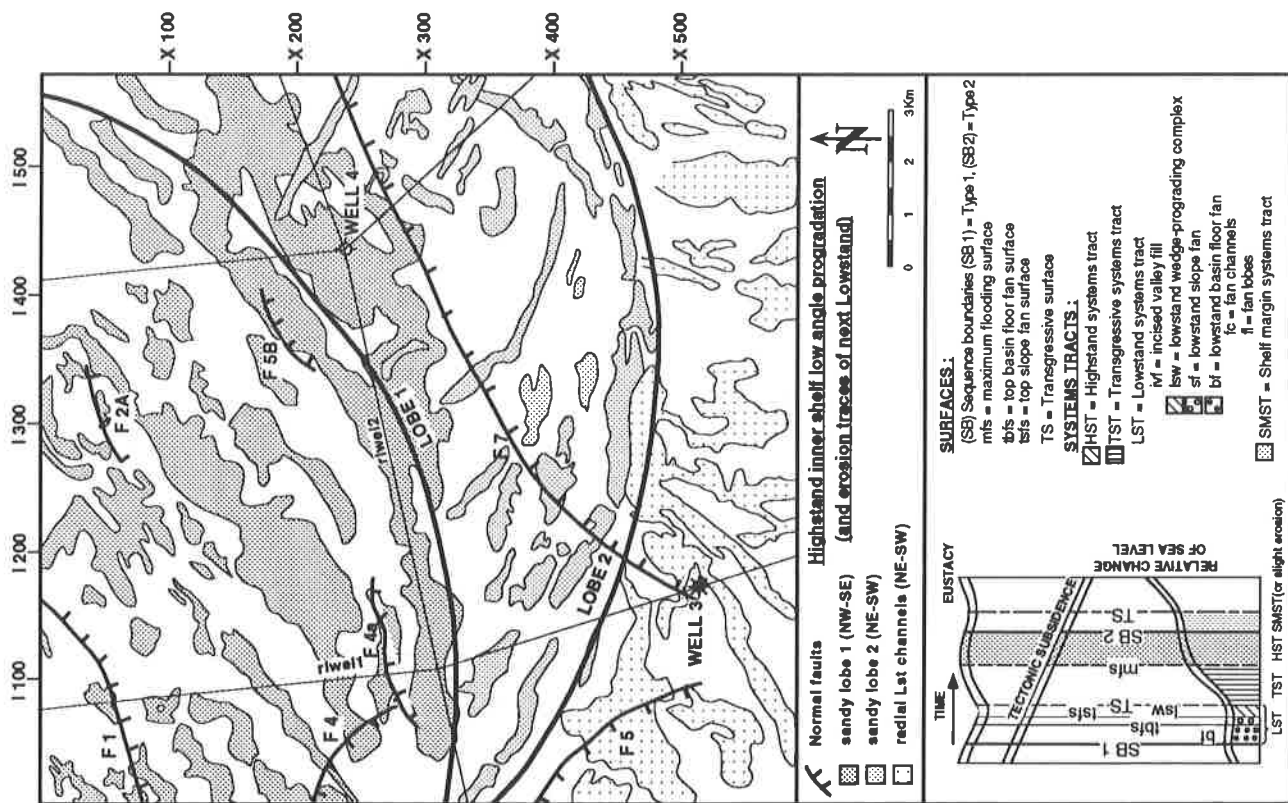 1100
1200
1300
1400
1500
X 100
X 200
X 300
X 400
X 500
F 1
F 2A
F 4
F 4a
F 5B
F 5
F 7
riwel1
riwel2
LOBE 1
LOBE 2
WELL 4
WELL 3
Normal faults
sandy lobe 1 (NW-SE)
sandy lobe 2 (NE-SW)
radial Lst channels (NE-SW)
Highstand inner shelf low angle progradation
(and erosion traces of next Lowstand)
N
0 1 2 3Km
TIME
EUSTACY
TECTONIC SUBSIDENCE
RELATIVE CHANGE
OF SEA LEVEL
SB 1
bf
tbfs
tsfs
lsw
TS
mfs
SB 2
TS
LST TST HST SMST(or slight erosion)
SURFACES :
(SB) Sequence boundaries (SB1) = Type 1, (SB2) = Type 2
mfs = maximum flooding surface
tbfs = top basin floor fan surface
tsfs = top slope fan surface
TS = Transgressive surface
SYSTEMS TRACTS :
HST = Highstand systems tract
TST = Transgressive systems tract
LST = Lowstand systems tract
ivf = incised valley fill
lsw = lowstand wedge-prograding complex
sf = lowstand slope fan
bf = lowstand basin floor fan
fc = fan channels
fl = fan lobes
SMST = Shelf margin systems tract